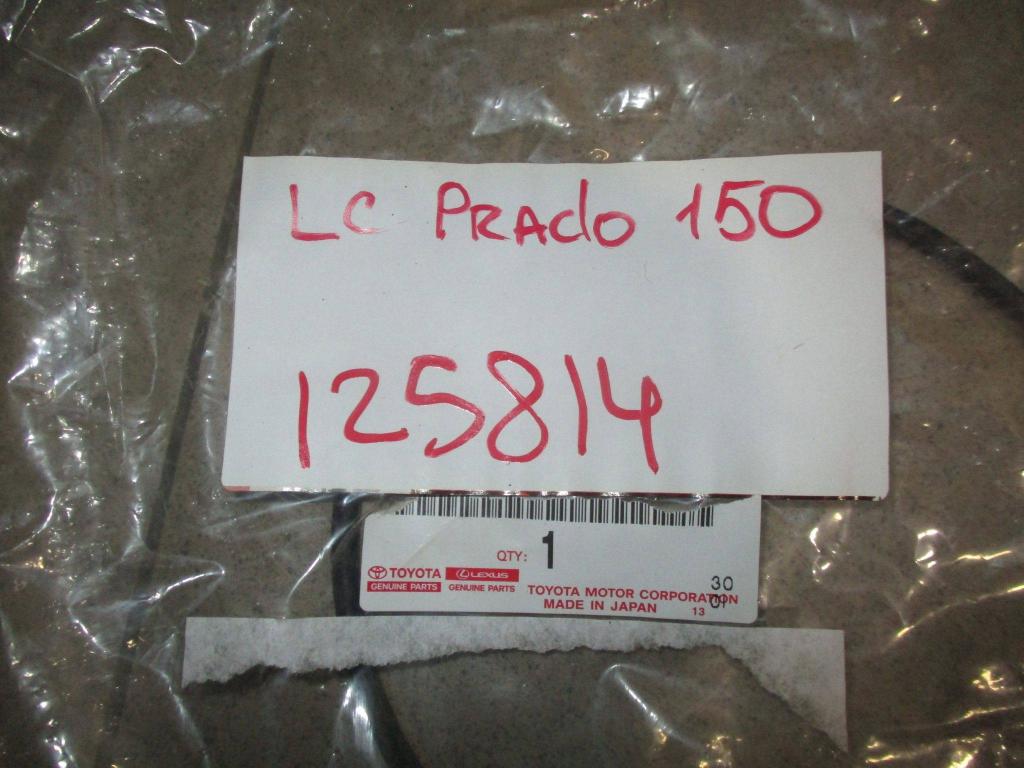 LC PRAdo 150
125814
QTY: 1
TOYOTA LEXUS
GENUINE PARTS GENUINE PARTS
TOYOTA MOTOR CORPORATION
MADE IN JAPAN 13
30
01